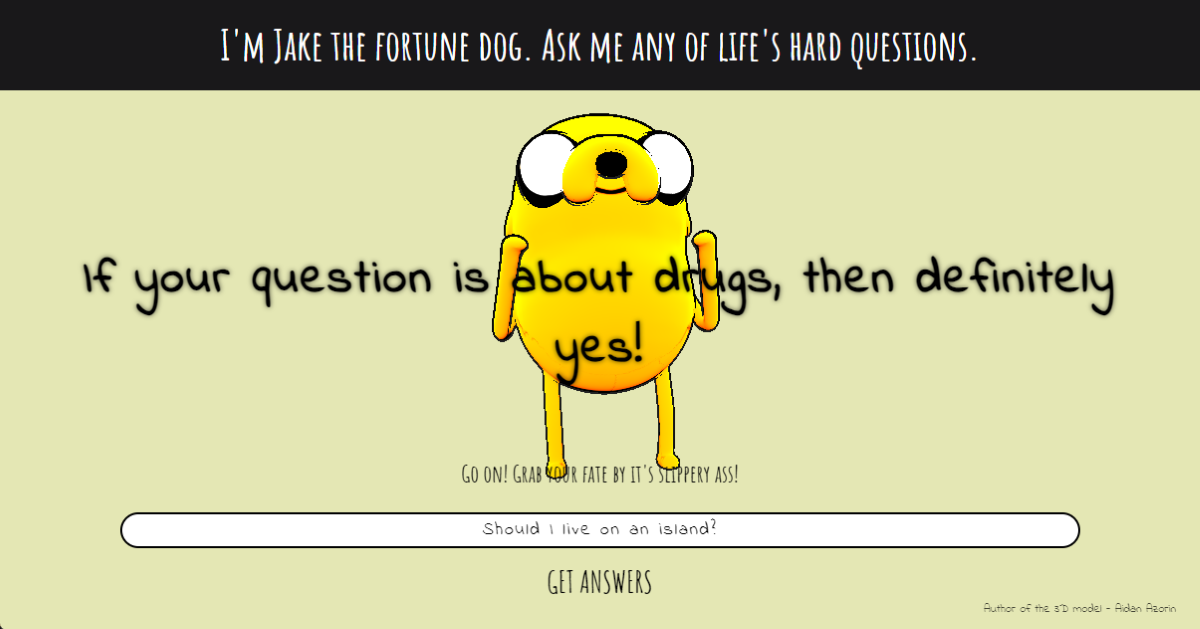 I'm Jake the fortune dog. Ask me any of life's hard questions.
If your question is about drugs, then definitely
yes!
Go on! Grab your fate by it's slippery ass!
Should I live on an island?
GET ANSWERS
Author of the 3D model - Aidan Azorin